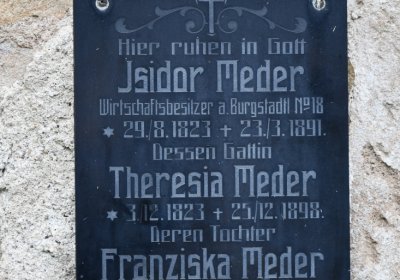 Hier ruhen in Gott
Jsidor Meder
Wirtschaftsbesitzer a. Burgstadtl No 18
* 29./8. 1823 + 23./3. 1891.
Dessen Gattin
Theresia Meder
* 3./12. 1823 + 25./12. 1898.
Deren Tochter
Franziska Meder